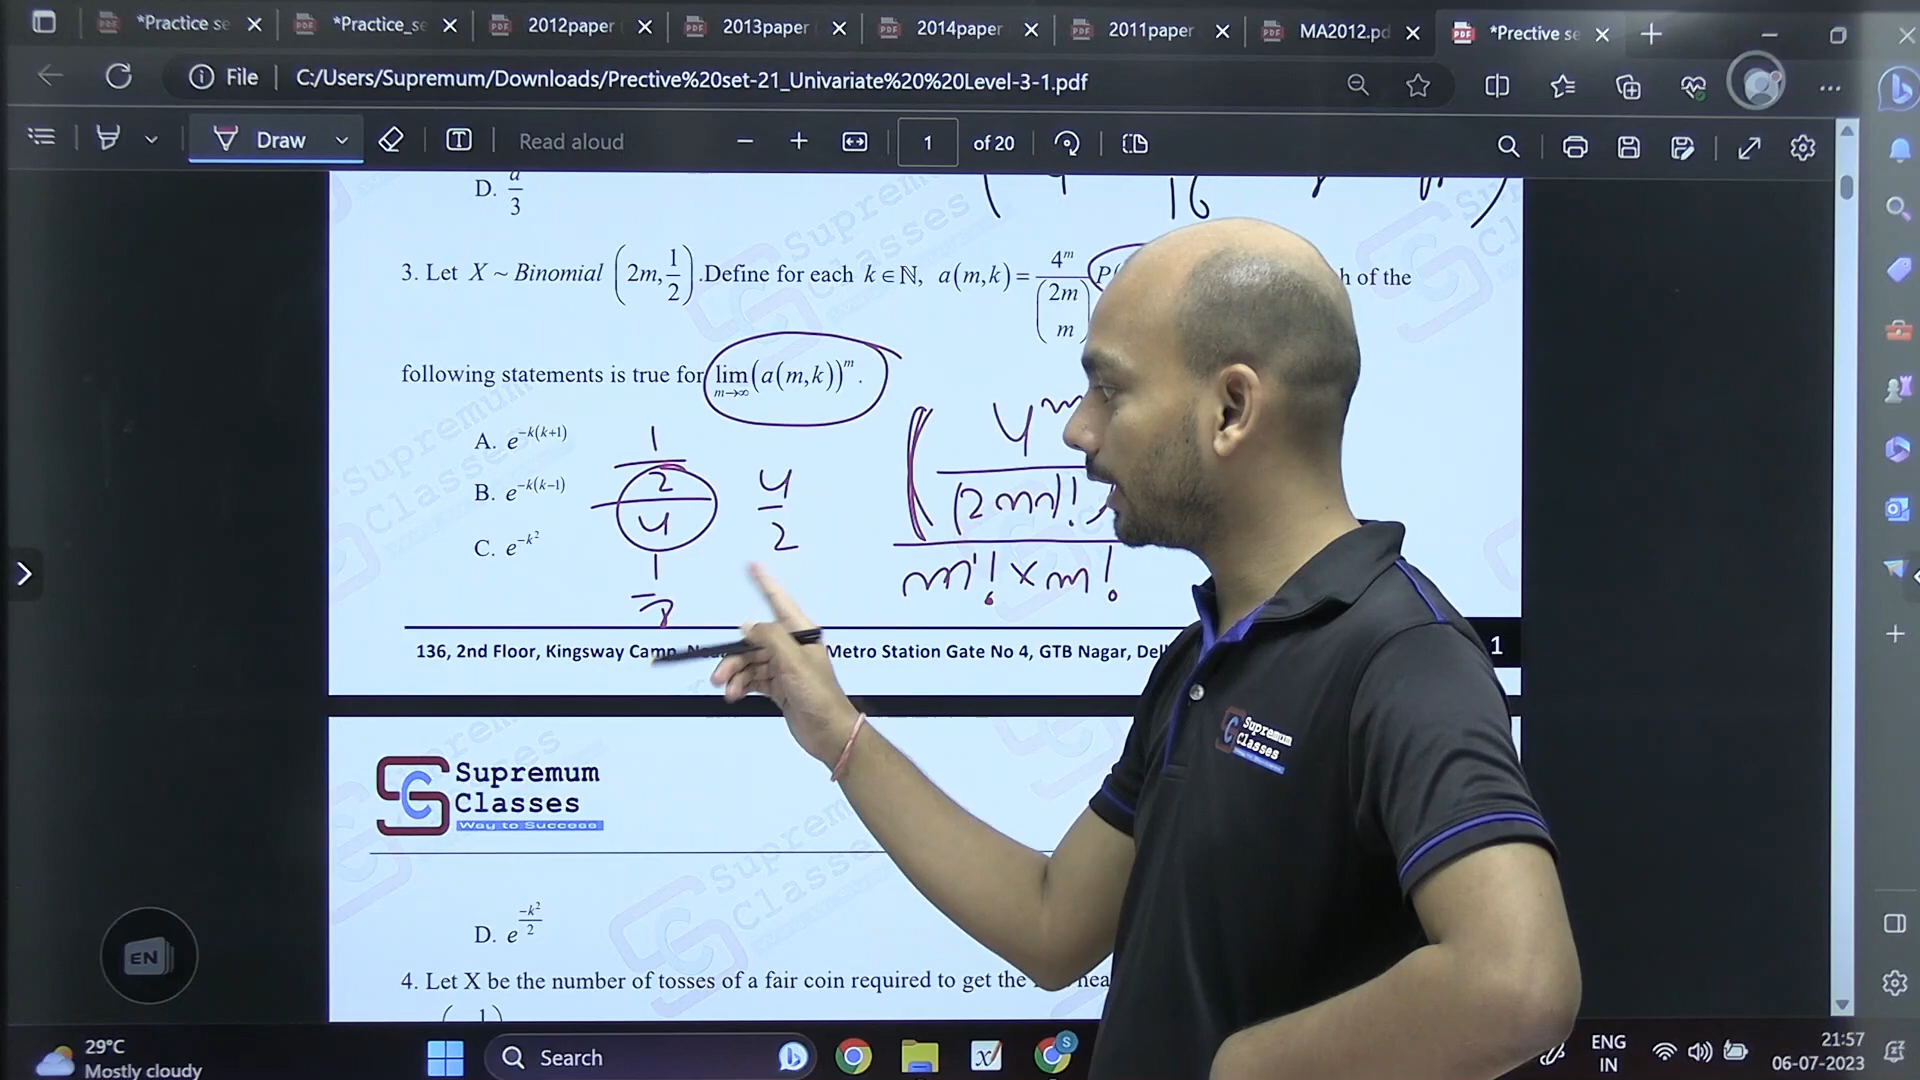 *Practice se
*Practice_se
2012paper
2013paper
2014paper
2011paper
MA2012.pd
*Prective se
File
C:/Users/Supremum/Downloads/Prective%20set-21_Univariate%20%20Level-3-1.pdf
Draw
Read aloud
1 of 20
D. a/3
16
3. Let X ~ Binomial (2m, 1/2).Define for each k∈ℕ, a(m,k) = 4^m / (2m m) P( h of the
following statements is true for lim m→∞ (a(m,k))^m.
A. e^{-k(k+1)}
B. e^{-k(k-1)}
C. e^{-k^2}
1
2
4
4/2
4^m
(2m)!
m! × m!
136, 2nd Floor, Kingsway Camp, Metro Station Gate No 4, GTB Nagar, Del 1
Supremum
Classes
Way to Success
D. e^{-k^2/2}
4. Let X be the number of tosses of a fair coin required to get the
Supremum
Classes
EN
29°C
Mostly cloudy
Search
ENG
IN
21:57
06-07-2023